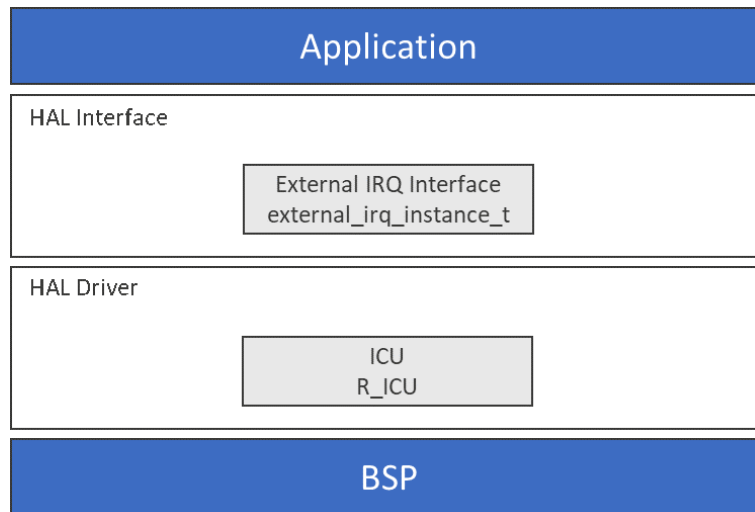 Application
HAL Interface
External IRQ Interface
external_irq_instance_t
HAL Driver
ICU
R_ICU
BSP